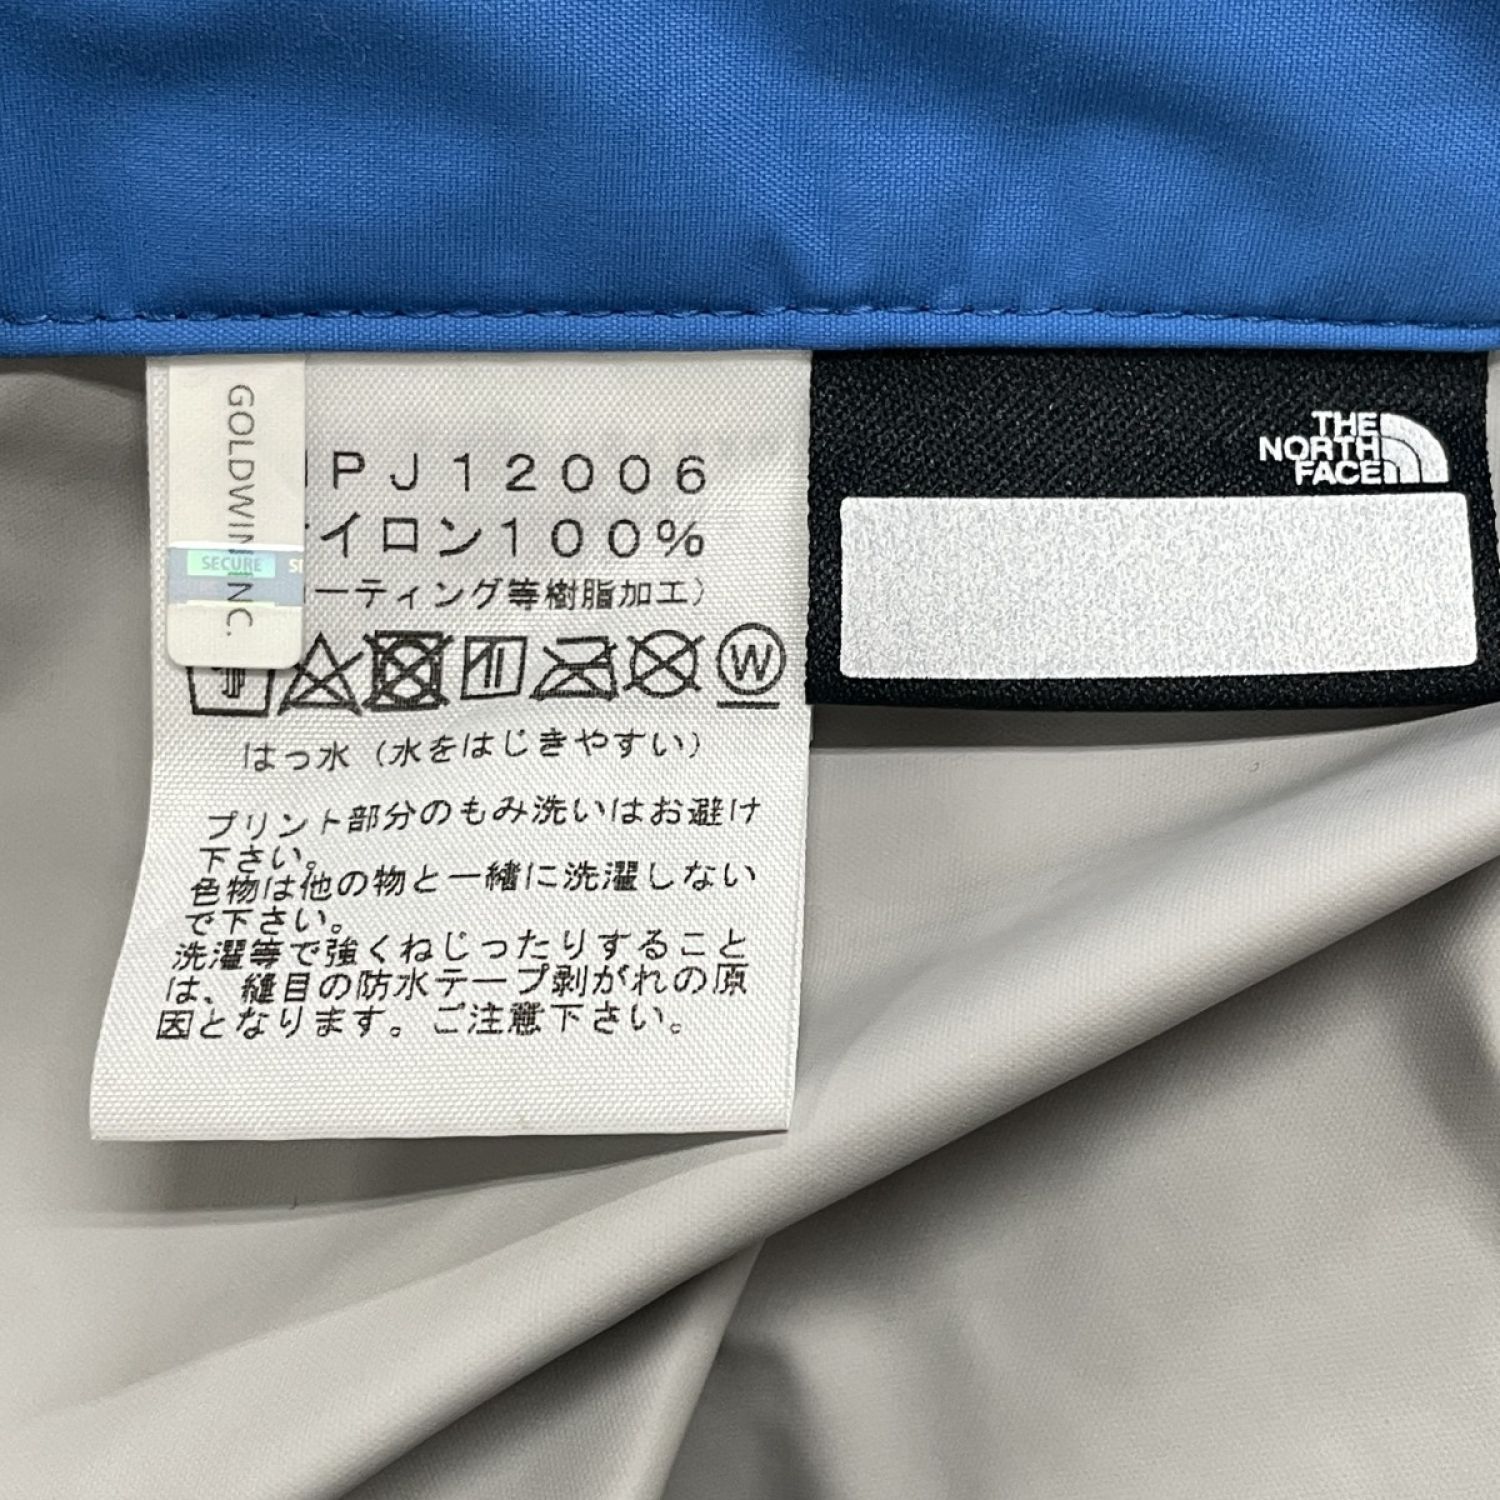 GOLDWIN INC.
SECURE
PJ12006
イロン100%
ーティング等樹脂加工)
W
はっ水(水をはじきやすい)
プリント部分のもみ洗いはお避け
下さい。
色物は他の物と一緒に洗濯しない
で下さい。
洗濯等で強くねじったりすること
は、縫目の防水テープ剥がれの原
因となります。ご注意下さい。
THE
NORTH
FACE